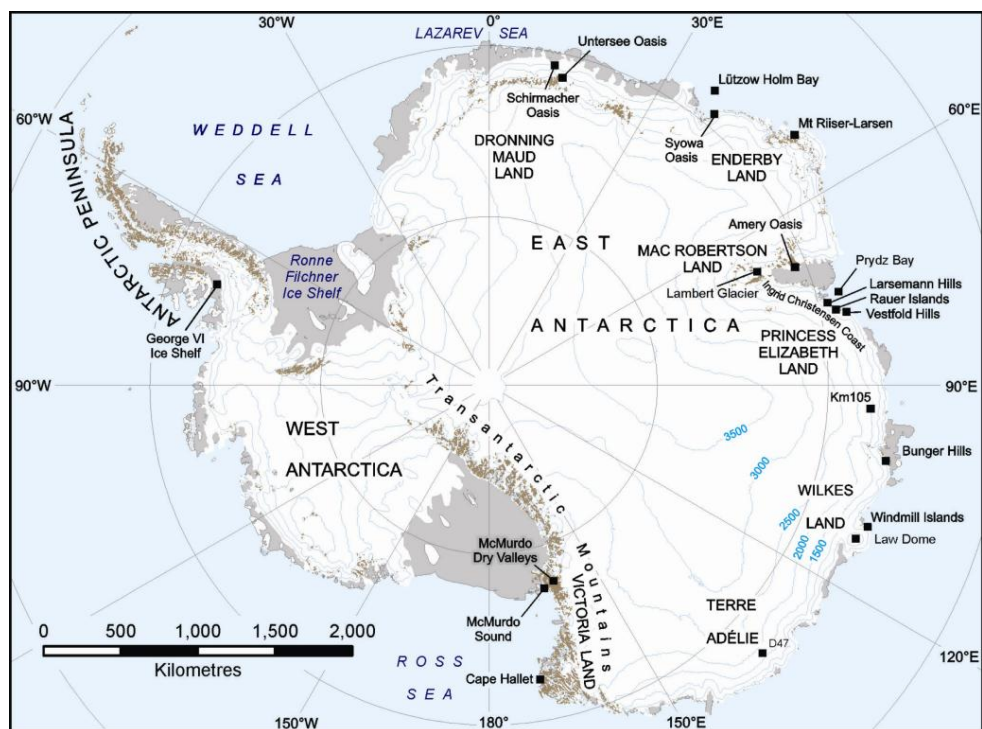 30°W
0°
30°E
LAZAREV SEA
Untersee Oasis
Lützow Holm Bay
Schirmacher
Oasis
60°W
60°E
WEDDELL
SEA
Mt Riiser-Larsen
DRONNING
MAUD
LAND
Syowa
Oasis
ENDERBY
LAND
ANTARCTIC PENINSULA
Amery Oasis
EAST
MAC ROBERTSON
LAND
Ronne
Filchner
Ice Shelf
Prydz Bay
Lambert Glacier
Larsemann Hills
Rauer Islands
Vestfold Hills
Ingrid Christensen Coast
ANTARCTICA
George VI
Ice Shelf
PRINCESS
ELIZABETH
LAND
90°W
90°E
Transantarctic
Mountains
Km105
WEST
ANTARCTICA
3500
3000
2500
2000
1500
Bunger Hills
WILKES
LAND
Windmill Islands
Law Dome
McMurdo
Dry Valleys
VICTORIA LAND
TERRE
ADÉLIE
D47
McMurdo
Sound
0 500 1,000 1,500 2,000
Kilometres
ROSS
SEA
Cape Hallet
120°E
150°W
180°
150°E